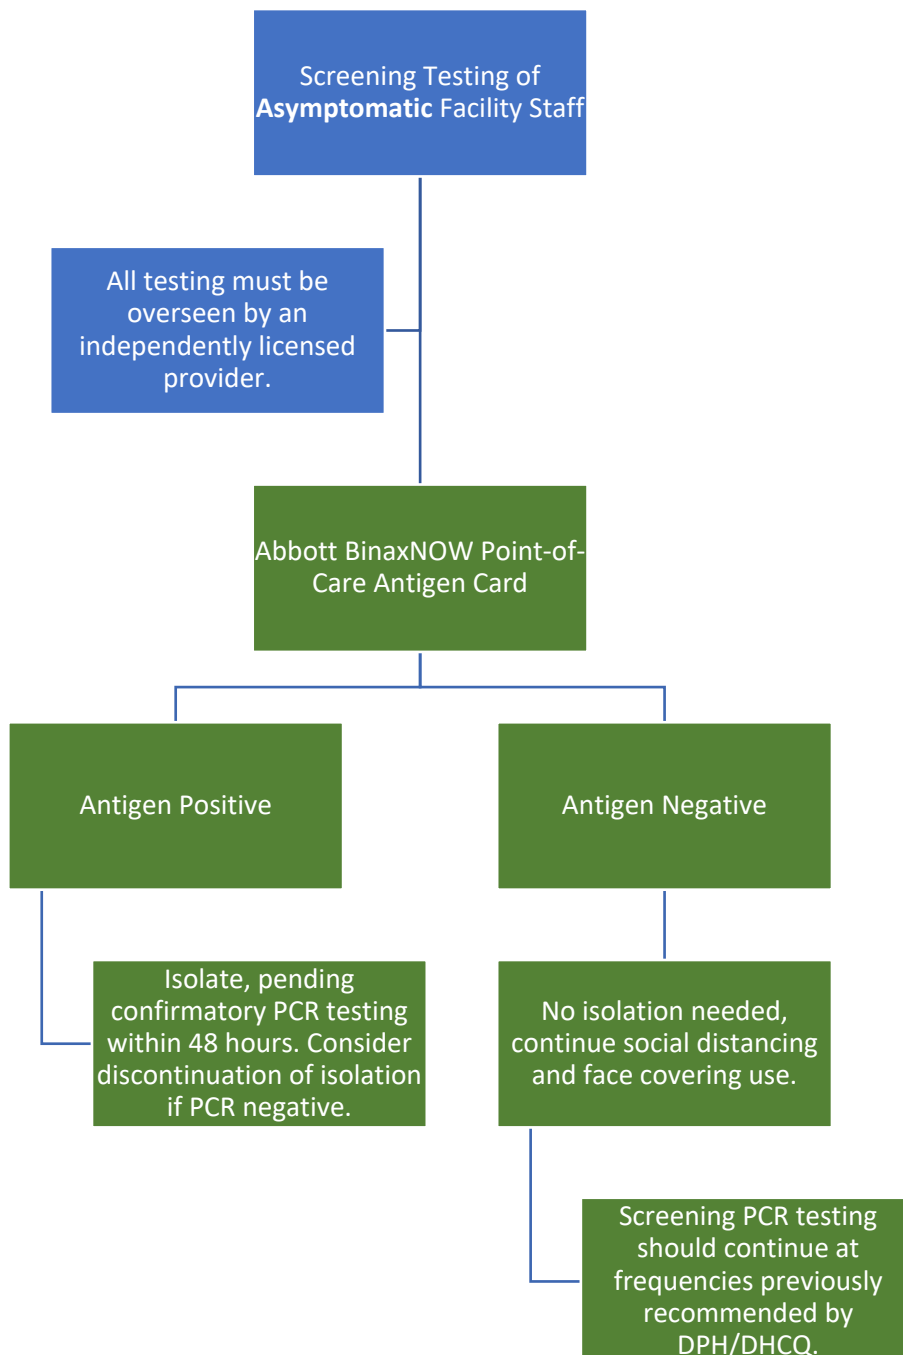 Screening Testing of
Asymptomatic Facility Staff
All testing must be
overseen by an
independently licensed
provider.
Abbott BinaxNOW Point-of-
Care Antigen Card
Antigen Positive
Antigen Negative
Isolate, pending
confirmatory PCR testing
within 48 hours. Consider
discontinuation of isolation
if PCR negative.
No isolation needed,
continue social distancing
and face covering use.
Screening PCR testing
should continue at
frequencies previously
recommended by
DPH/DHCQ.